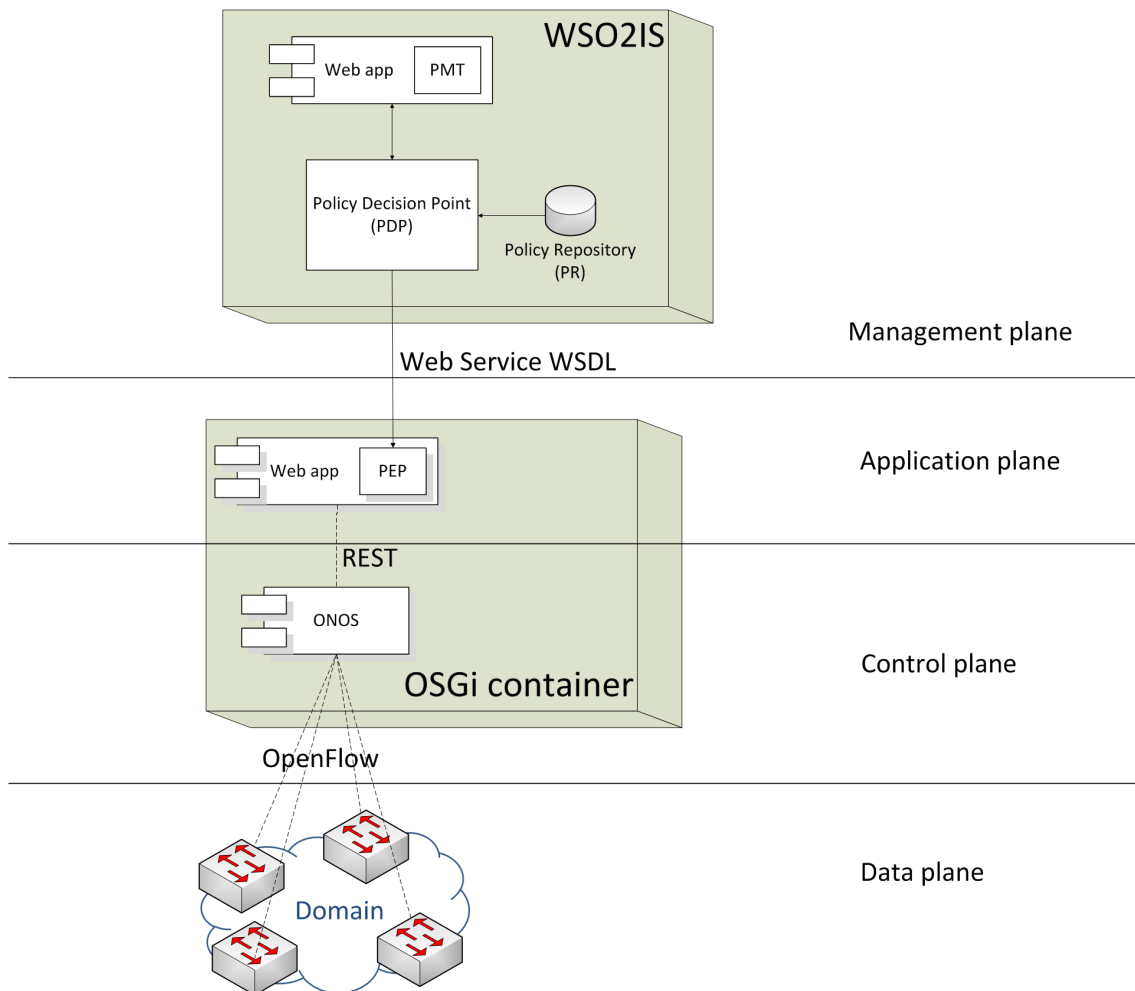 WSO2IS
Web app
PMT
Policy Decision Point
(PDP)
Policy Repository
(PR)
Management plane
Web Service WSDL
Application plane
Web app
PEP
REST
ONOS
Control plane
OSGi container
OpenFlow
Data plane
Domain